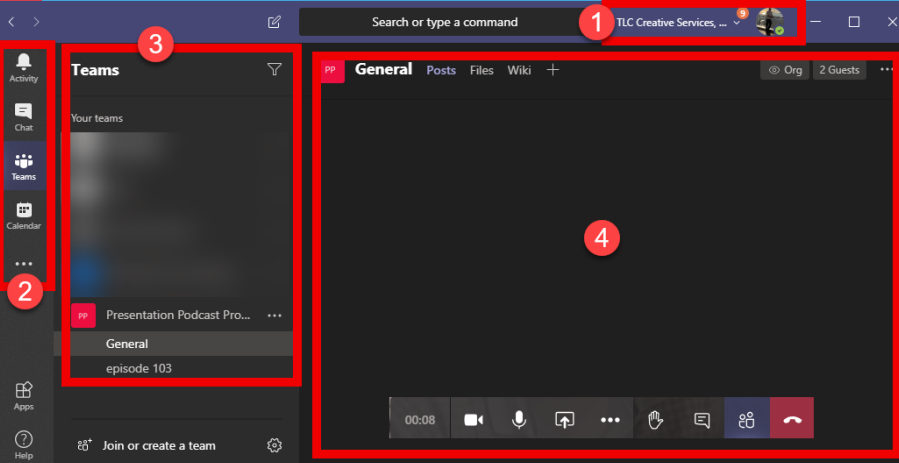 Search or type a command
1
TLC Creative Services, ...
9
3
Activity
Chat
Teams
Calendar
2
Teams
Your teams
PP
Presentation Podcast Pro...
General
episode 103
Apps
Help
Join or create a team
PP
General
Posts
Files
Wiki
Org
2 Guests
4
00:08